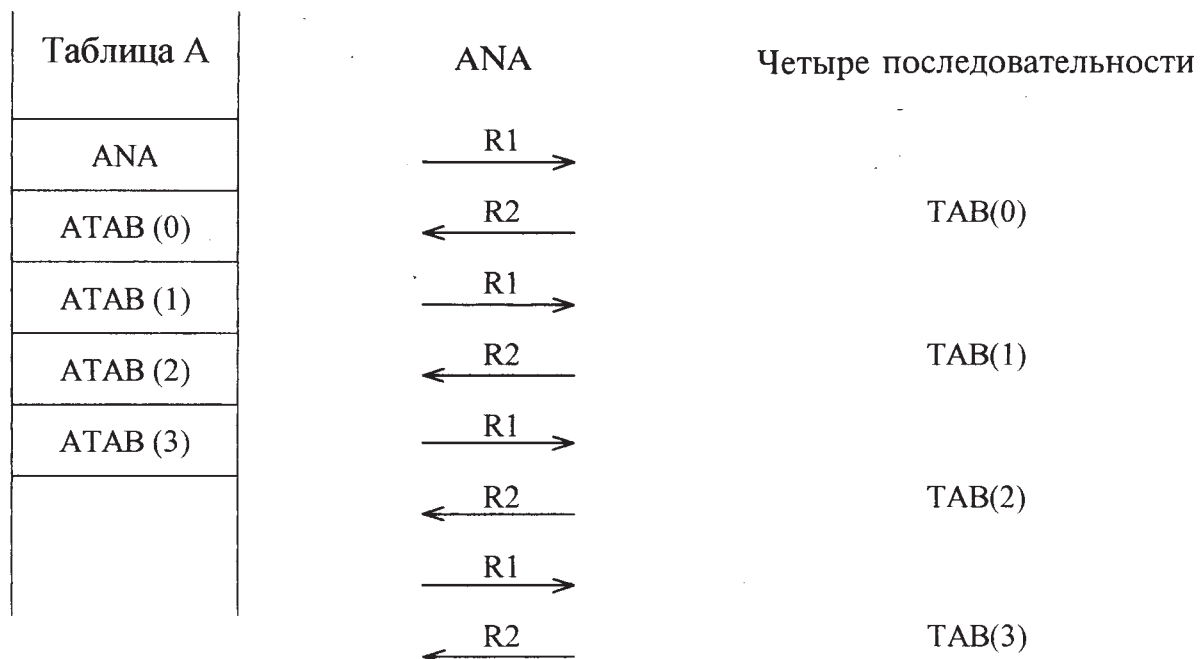 Таблица А
ANA
Четыре последовательности
ANA
R1
ATAB (0)
R2
TAB(0)
ATAB (1)
R1
ATAB (2)
R2
TAB(1)
ATAB (3)
R1
R2
TAB(2)
R1
R2
TAB(3)